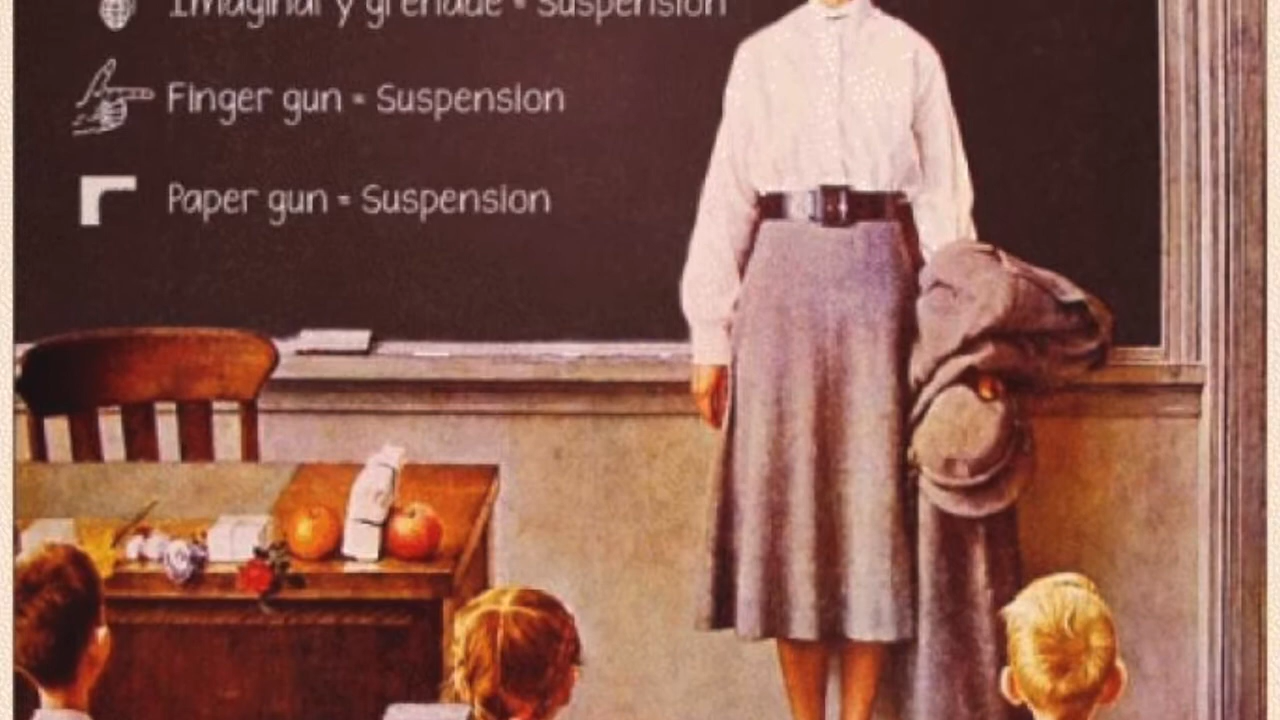 Imaginary grenade = Suspension
Finger gun = Suspension
Paper gun = Suspension